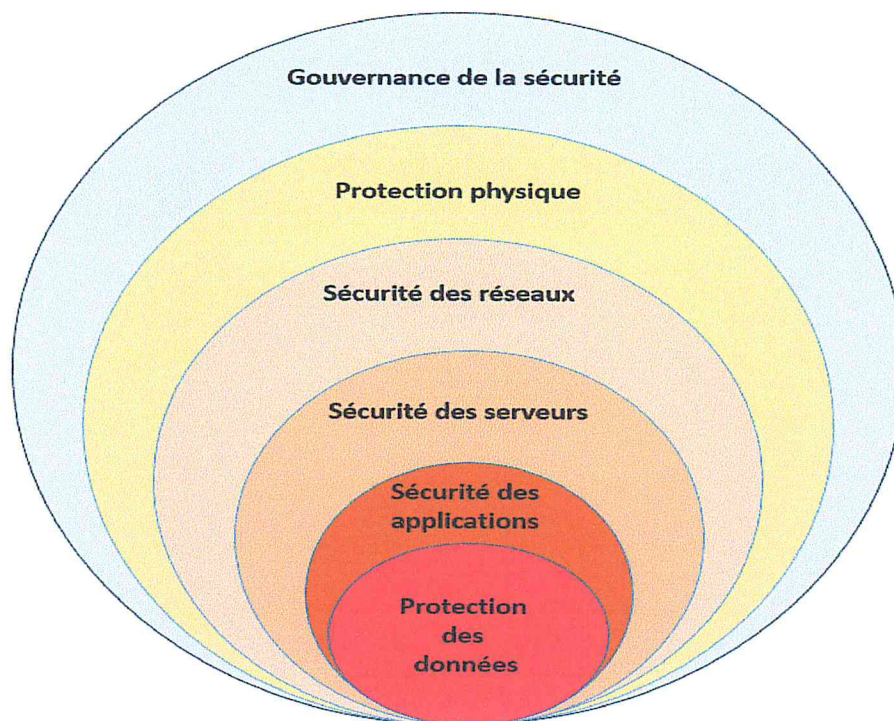 Gouvernance de la sécurité
Protection physique
Sécurité des réseaux
Sécurité des serveurs
Sécurité des
applications
Protection
des
données